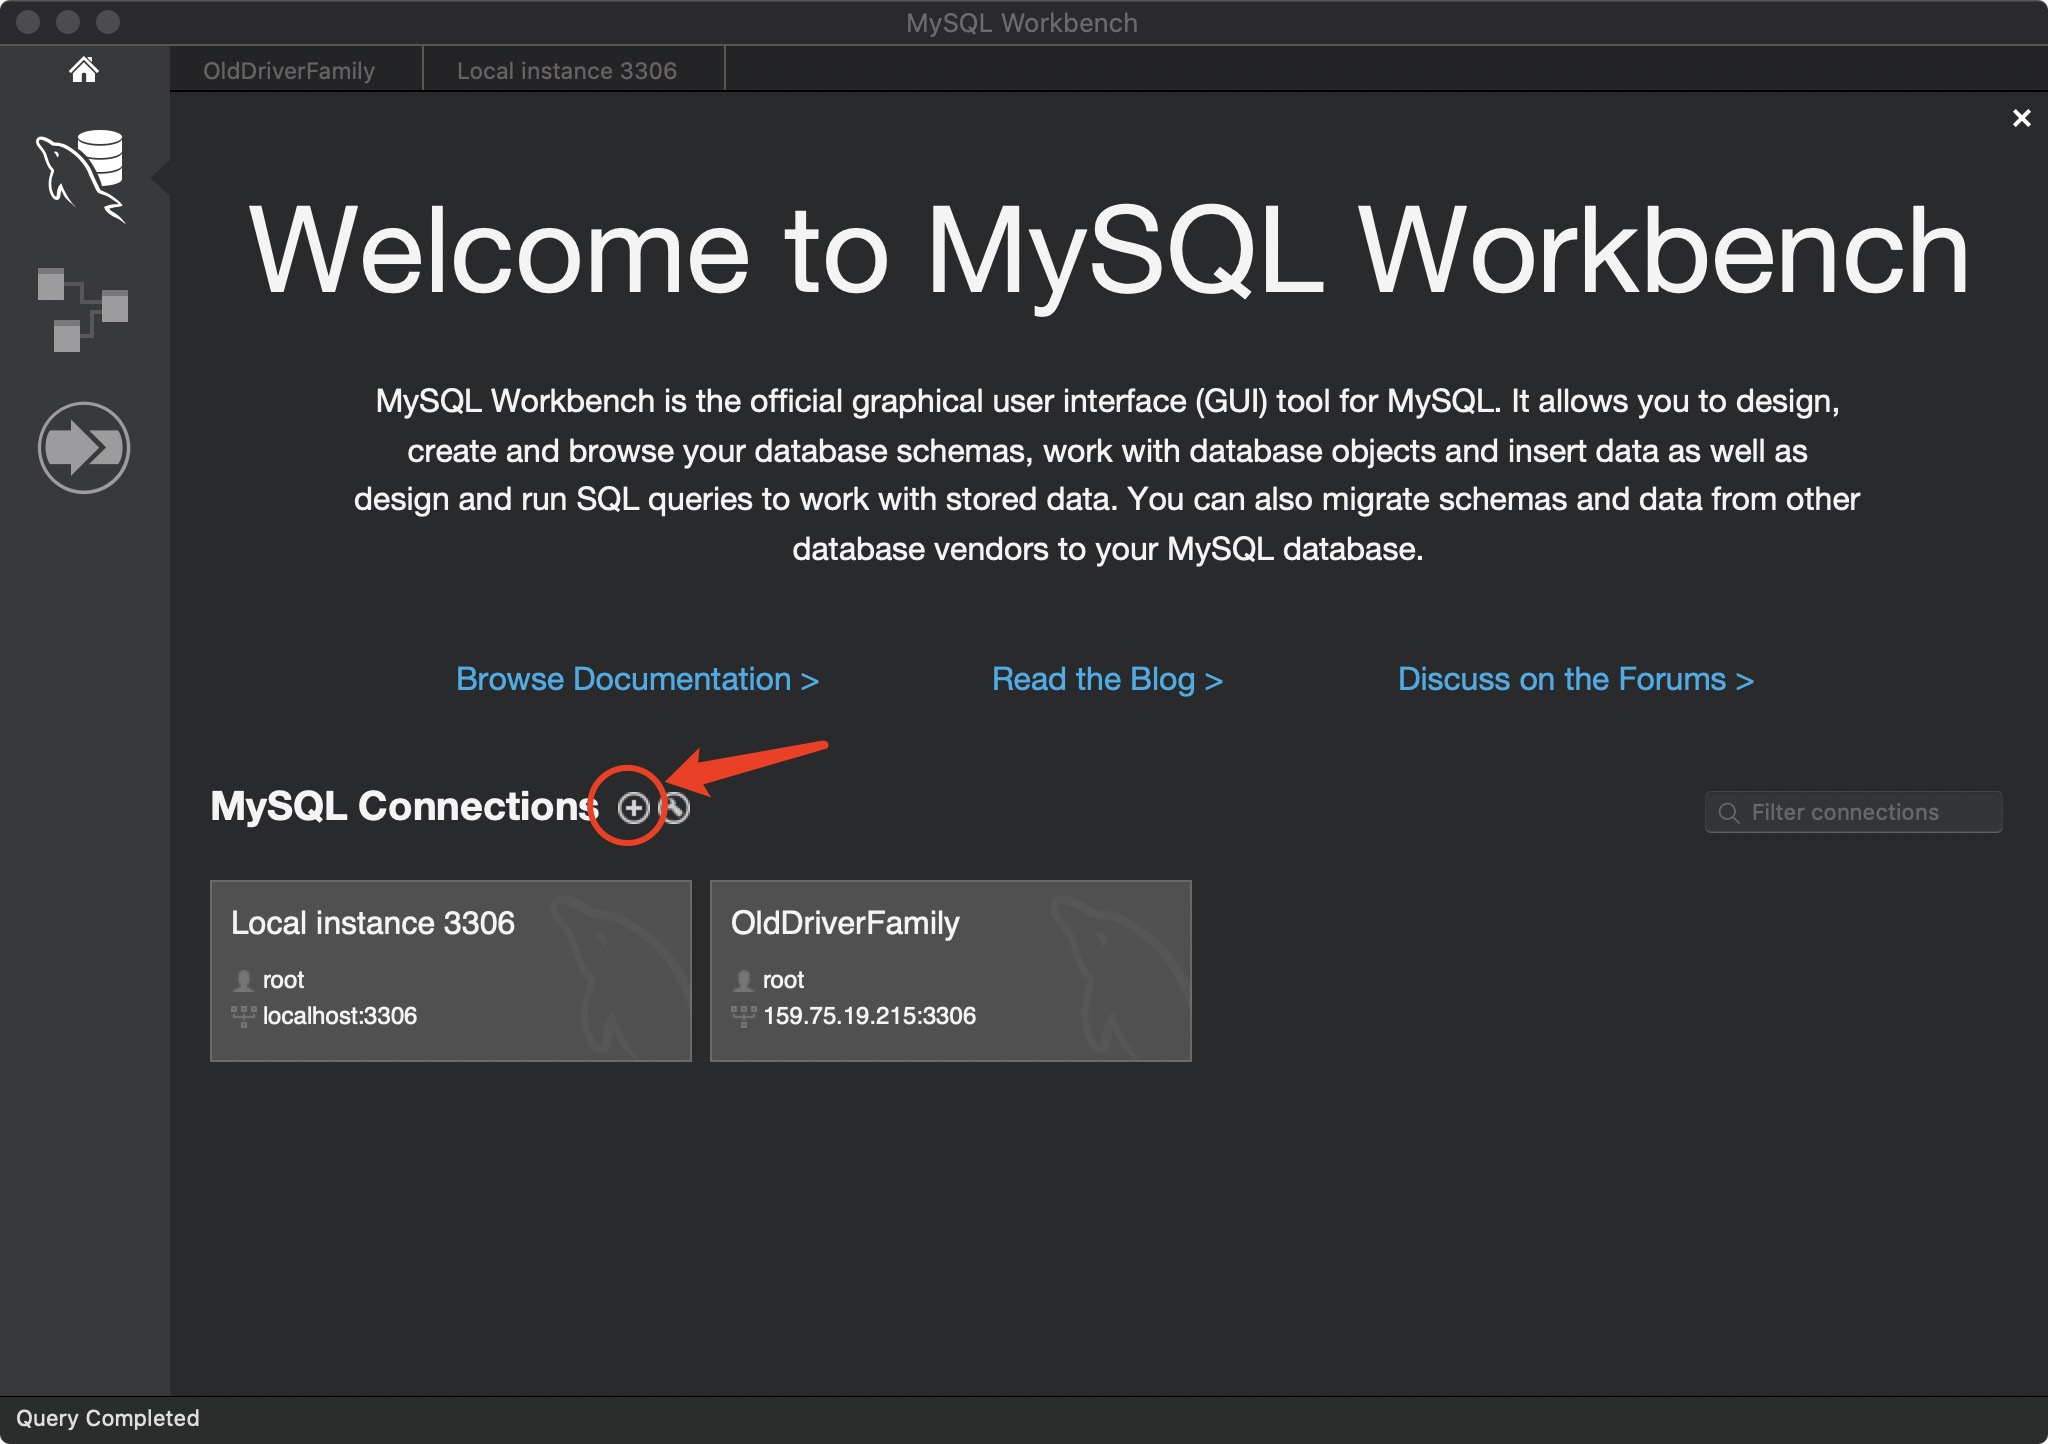 MySQL Workbench
OldDriverFamily
Local instance 3306
Welcome to MySQL Workbench
MySQL Workbench is the official graphical user interface (GUI) tool for MySQL. It allows you to design,
create and browse your database schemas, work with database objects and insert data as well as
design and run SQL queries to work with stored data. You can also migrate schemas and data from other
database vendors to your MySQL database.
Browse Documentation >
Read the Blog >
Discuss on the Forums >
MySQL Connections
Filter connections
Local instance 3306
root
localhost:3306
OldDriverFamily
root
159.75.19.215:3306
Query Completed